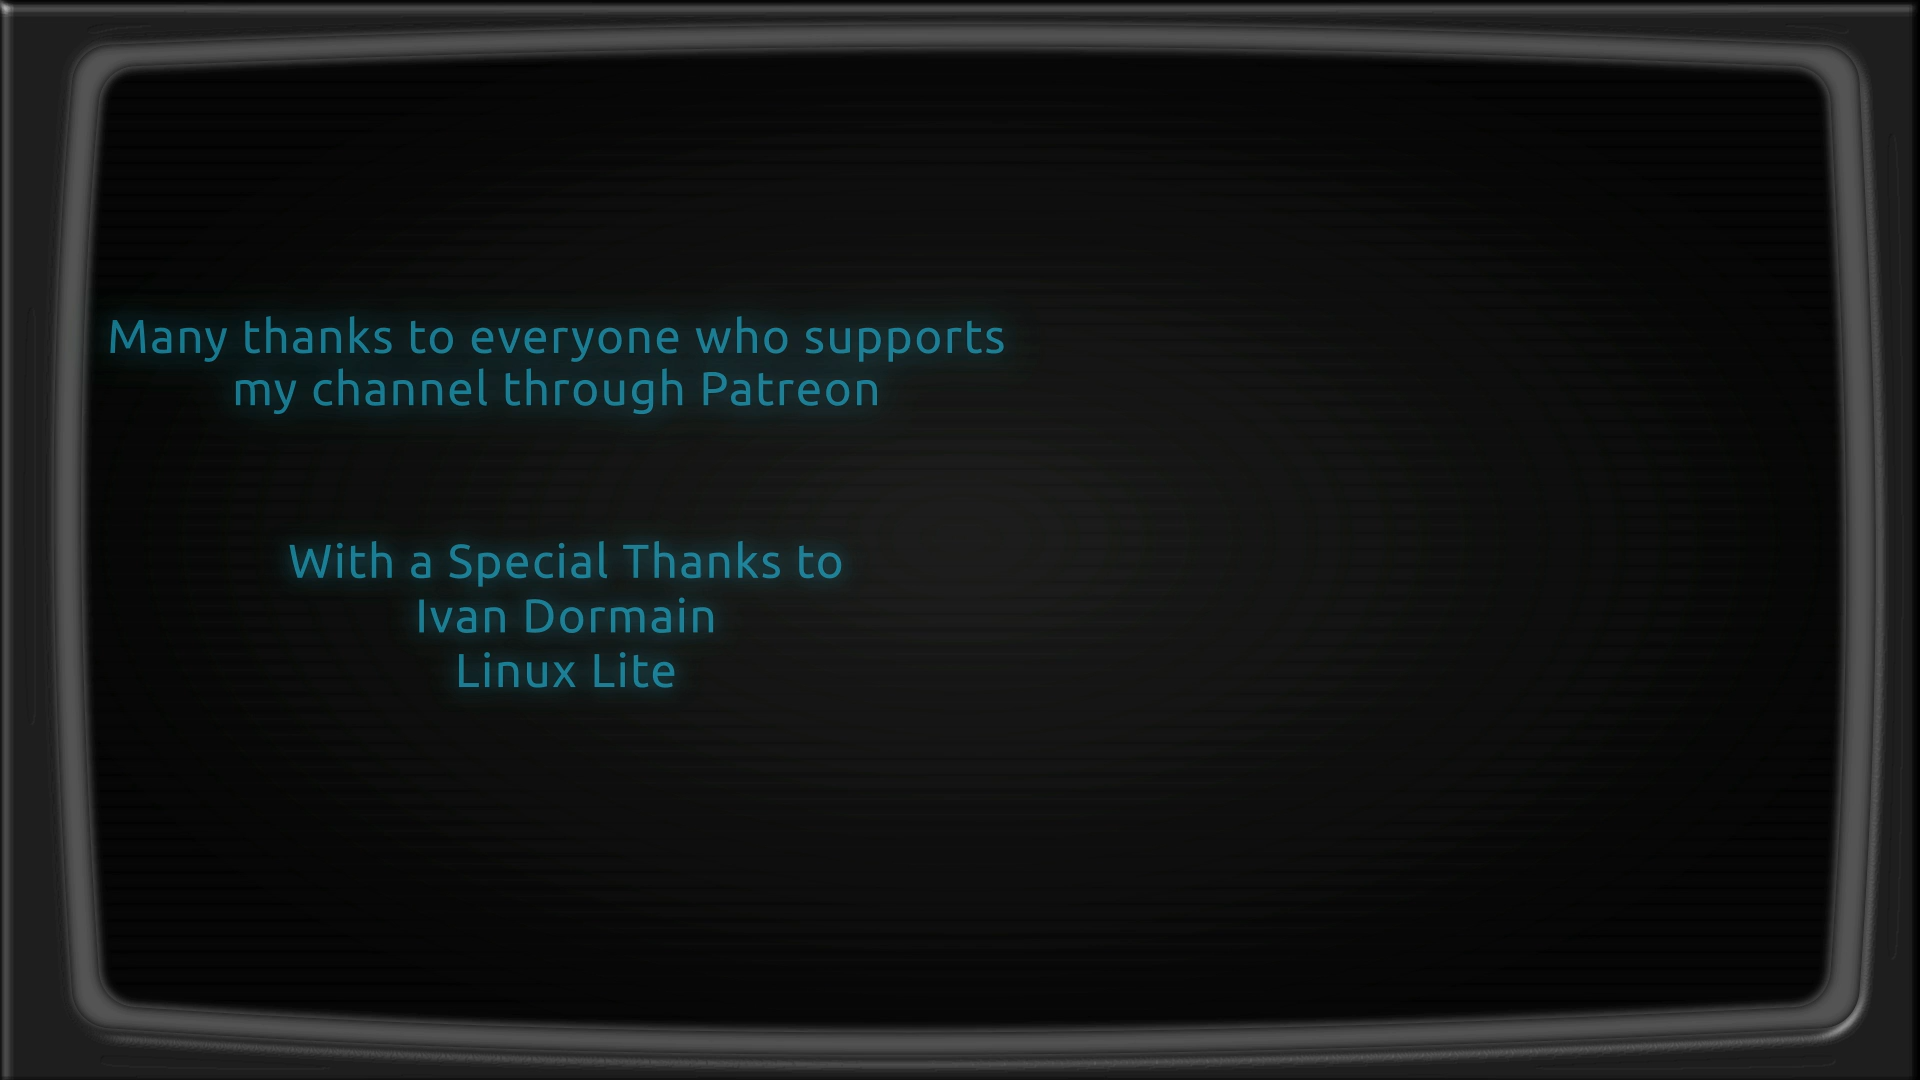 Many thanks to everyone who supports
my channel through Patreon
With a Special Thanks to
Ivan Dormain
Linux Lite